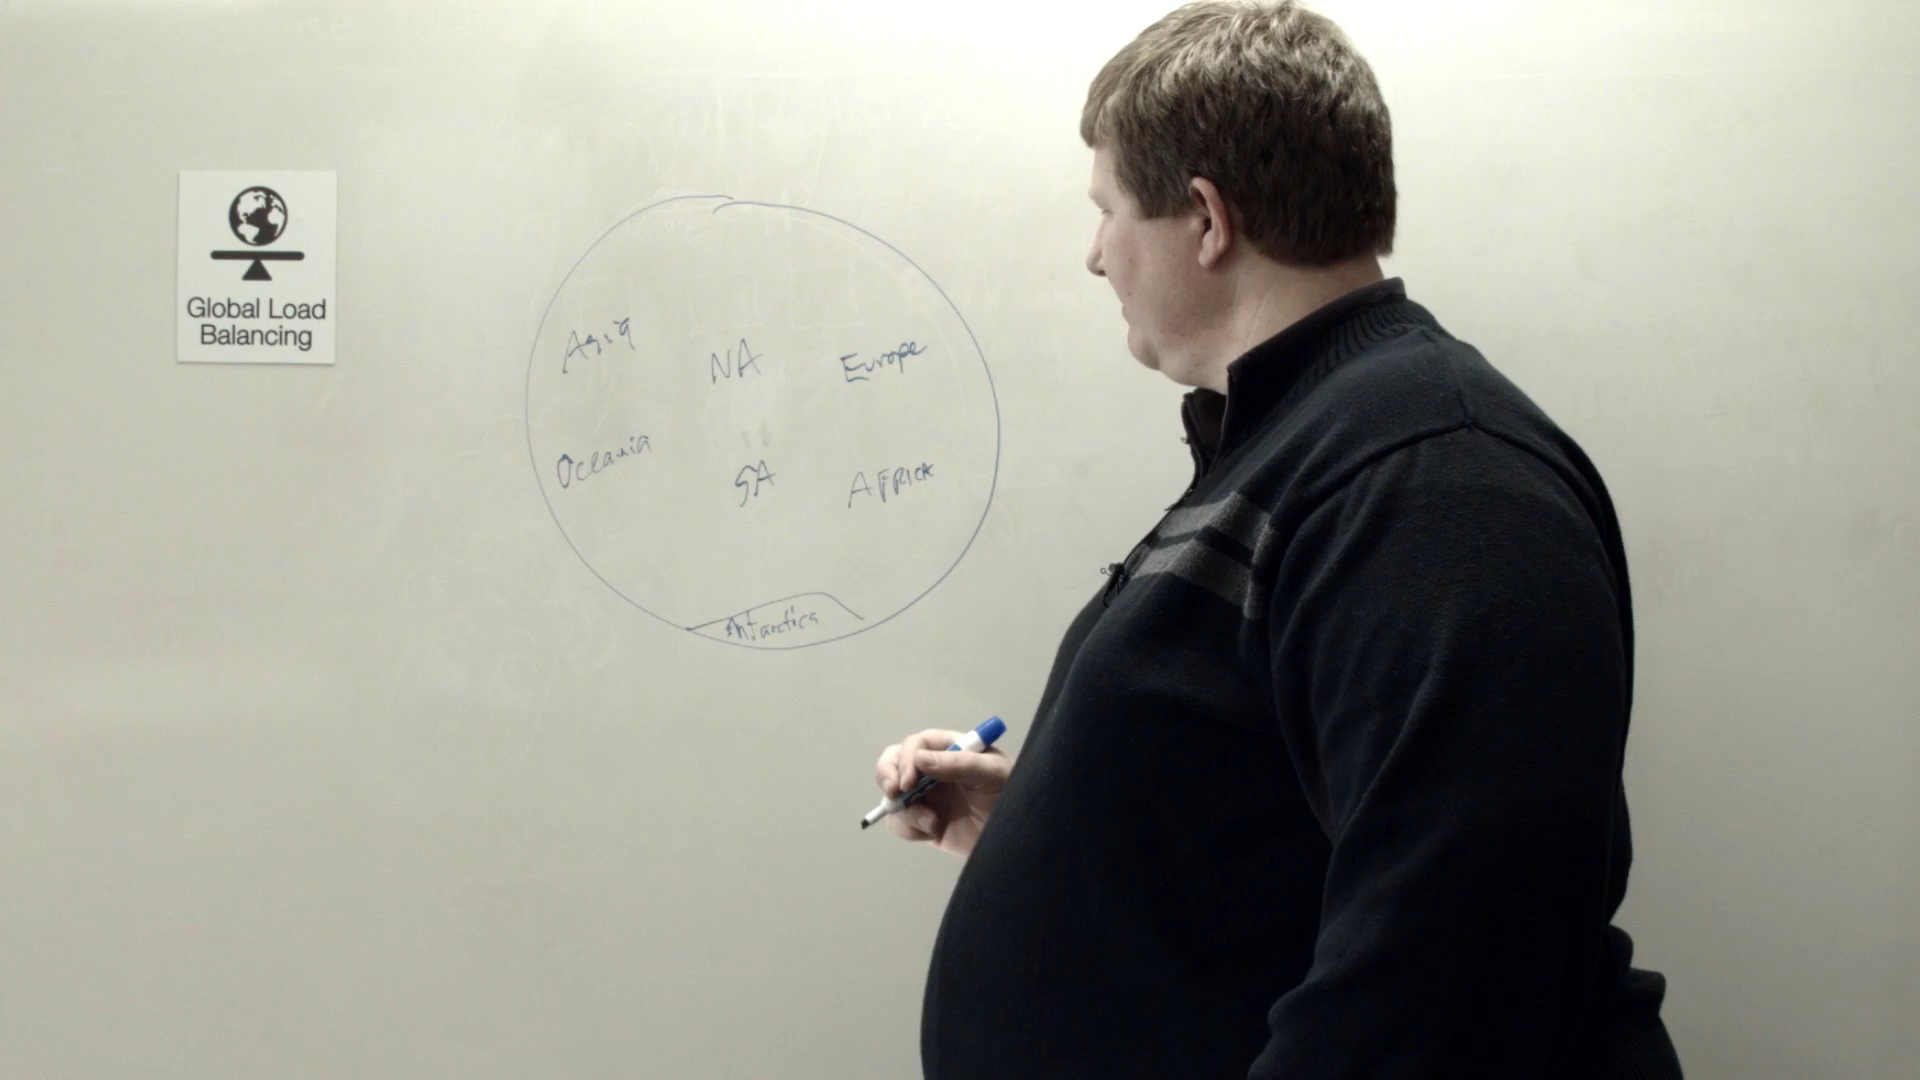 Global Load
Balancing
Asia
NA
Europe
Oceania
SA
AFRICA
Antarctica